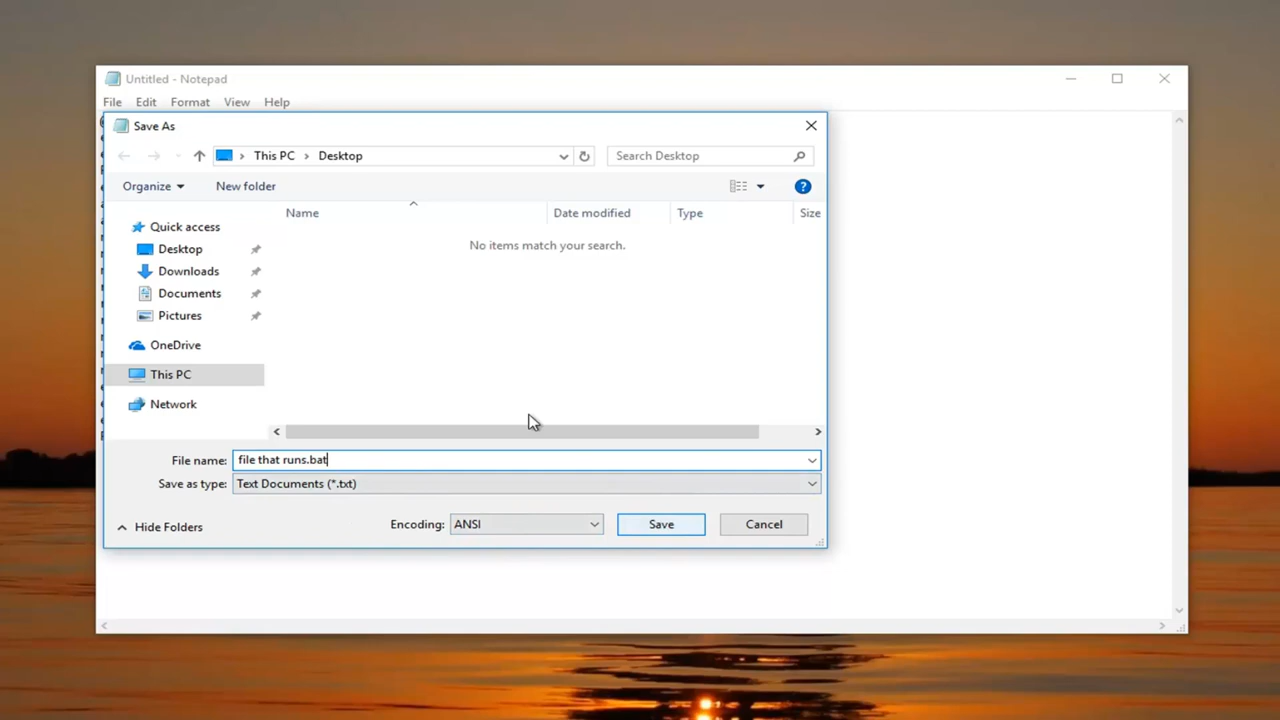 Untitled - Notepad
File Edit Format View Help
Save As
This PC Desktop
Search Desktop
Organize New folder
Name Date modified Type Size
No items match your search.
Quick access
Desktop
Downloads
Documents
Pictures
OneDrive
This PC
Network
File name: file that runs.bat
Save as type: Text Documents (*.txt)
Hide Folders Encoding: ANSI Save Cancel